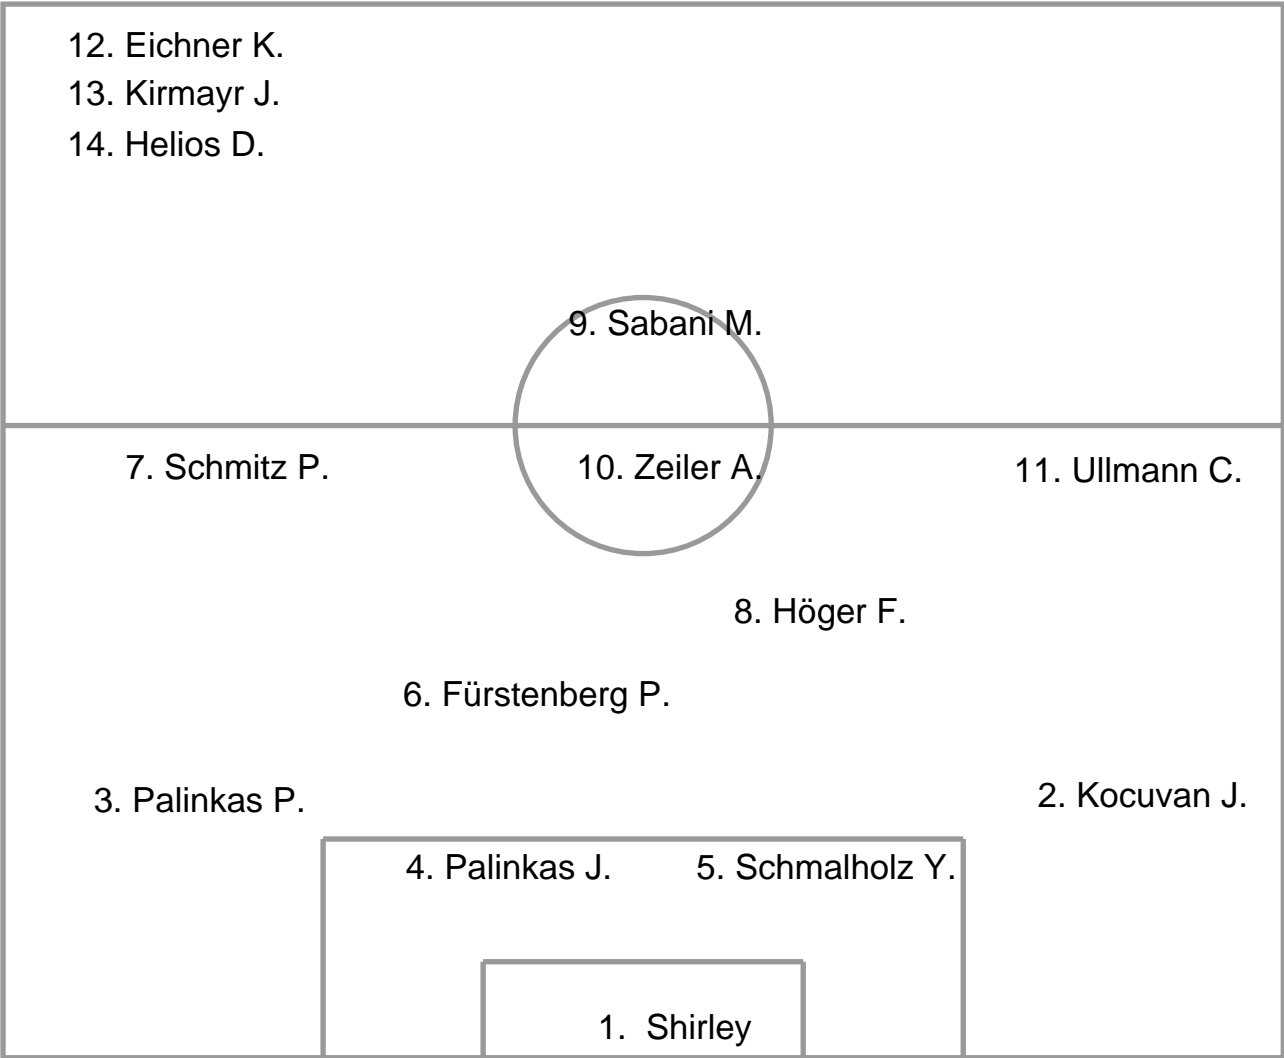 12. Eichner K.
13. Kirmayr J.
14. Helios D.
9. Sabani M.
7. Schmitz P.
10. Zeiler A.
11. Ullmann C.
8. Höger F.
6. Fürstenberg P.
3. Palinkas P.
2. Kocuvan J.
4. Palinkas J.
5. Schmalholz Y.
1. Shirley